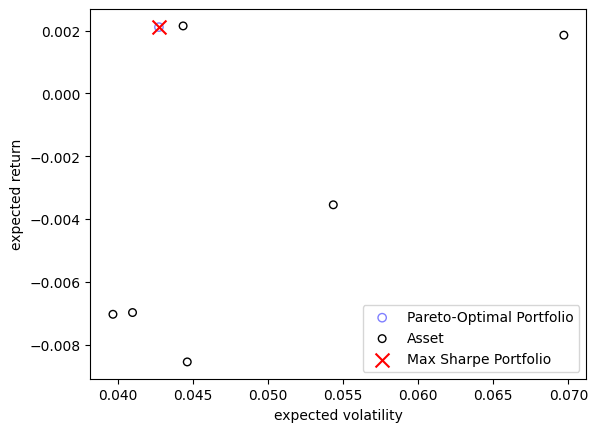 0.002
0.000
−0.002
−0.004
−0.006
−0.008
expected return
Pareto-Optimal Portfolio
Asset
Max Sharpe Portfolio
0.040 0.045 0.050 0.055 0.060 0.065 0.070
expected volatility